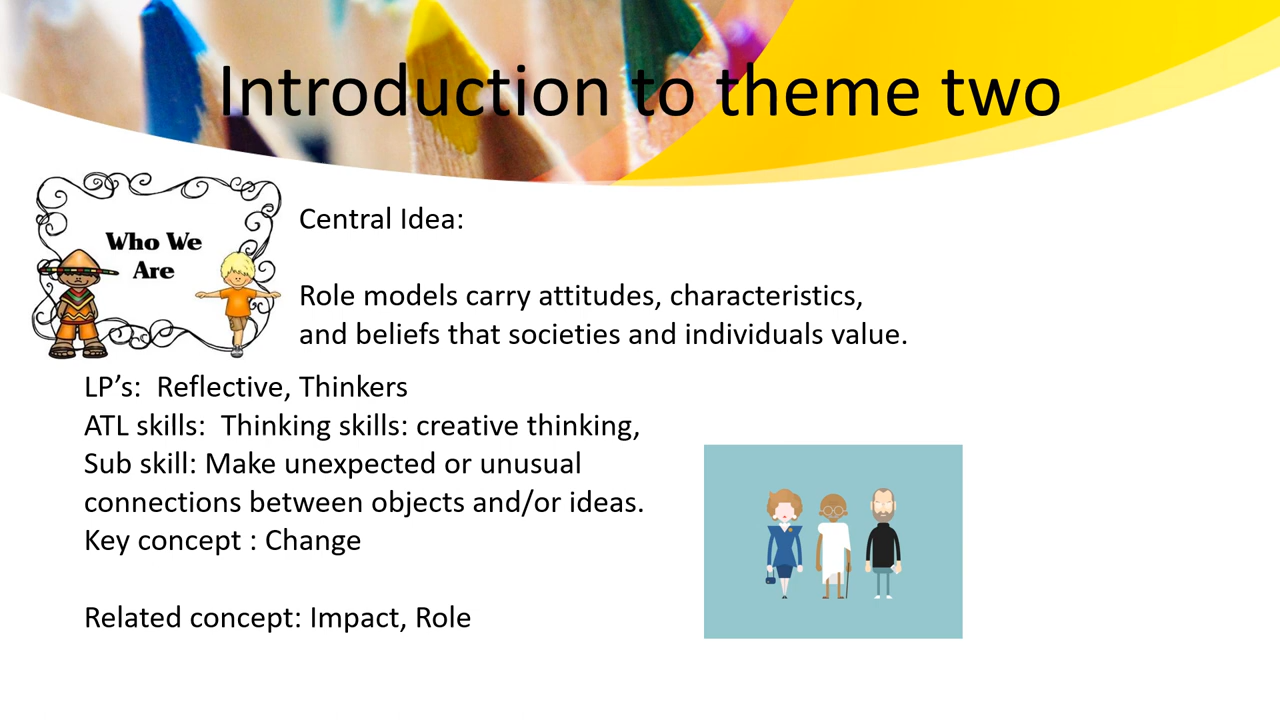 Introduction to theme two
Who We
Are
Central Idea:
Role models carry attitudes, characteristics,
and beliefs that societies and individuals value.
LP’s:  Reflective, Thinkers
ATL skills:  Thinking skills: creative thinking,
Sub skill: Make unexpected or unusual
connections between objects and/or ideas.
Key concept : Change
Related concept: Impact, Role